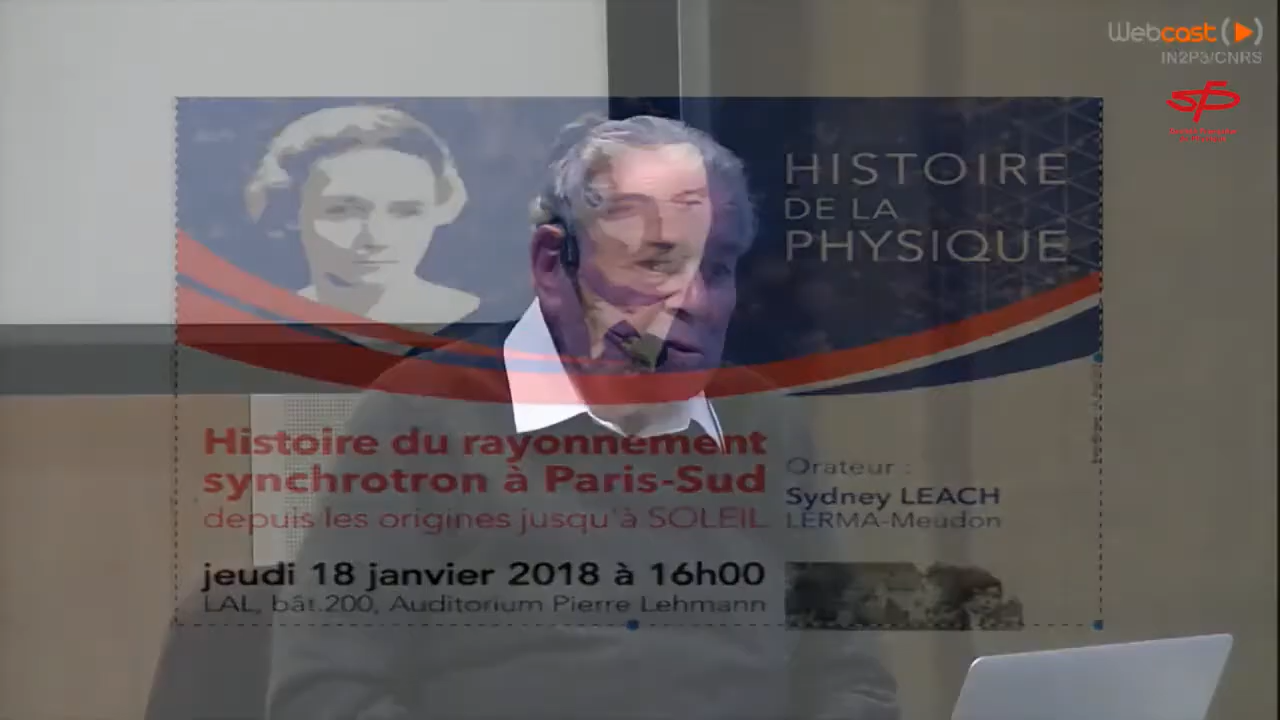 Webcast
IN2P3/CNRS
sfp
HISTOIRE
DE LA
PHYSIQUE
Histoire du rayonnement
synchrotron à Paris-Sud
depuis les origines jusqu'à SOLEIL
jeudi 18 janvier 2018 à 16h00
LAL, bât.200, Auditorium Pierre Lehmann
Orateur :
Sydney LEACH
LERMA-Meudon